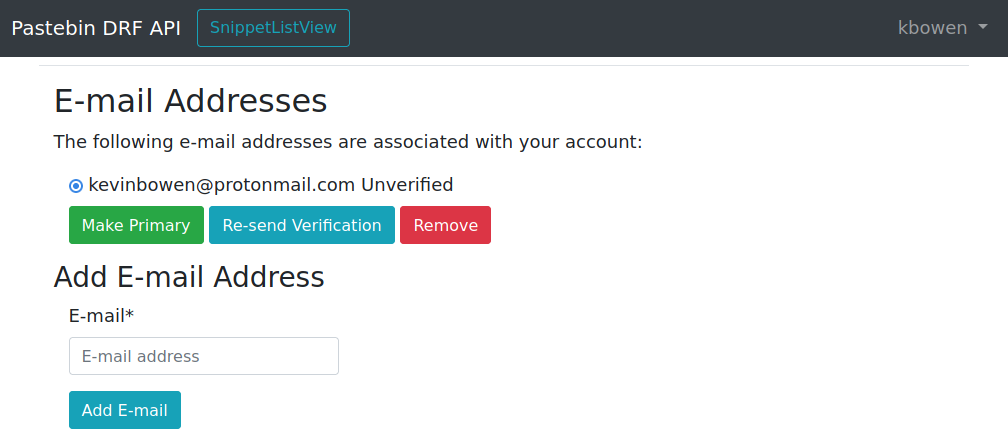 Pastebin DRF API SnippetListView kbowen
E-mail Addresses
The following e-mail addresses are associated with your account:
kevinbowen@protonmail.com Unverified
Make Primary Re-send Verification Remove
Add E-mail Address
E-mail*
E-mail address
Add E-mail